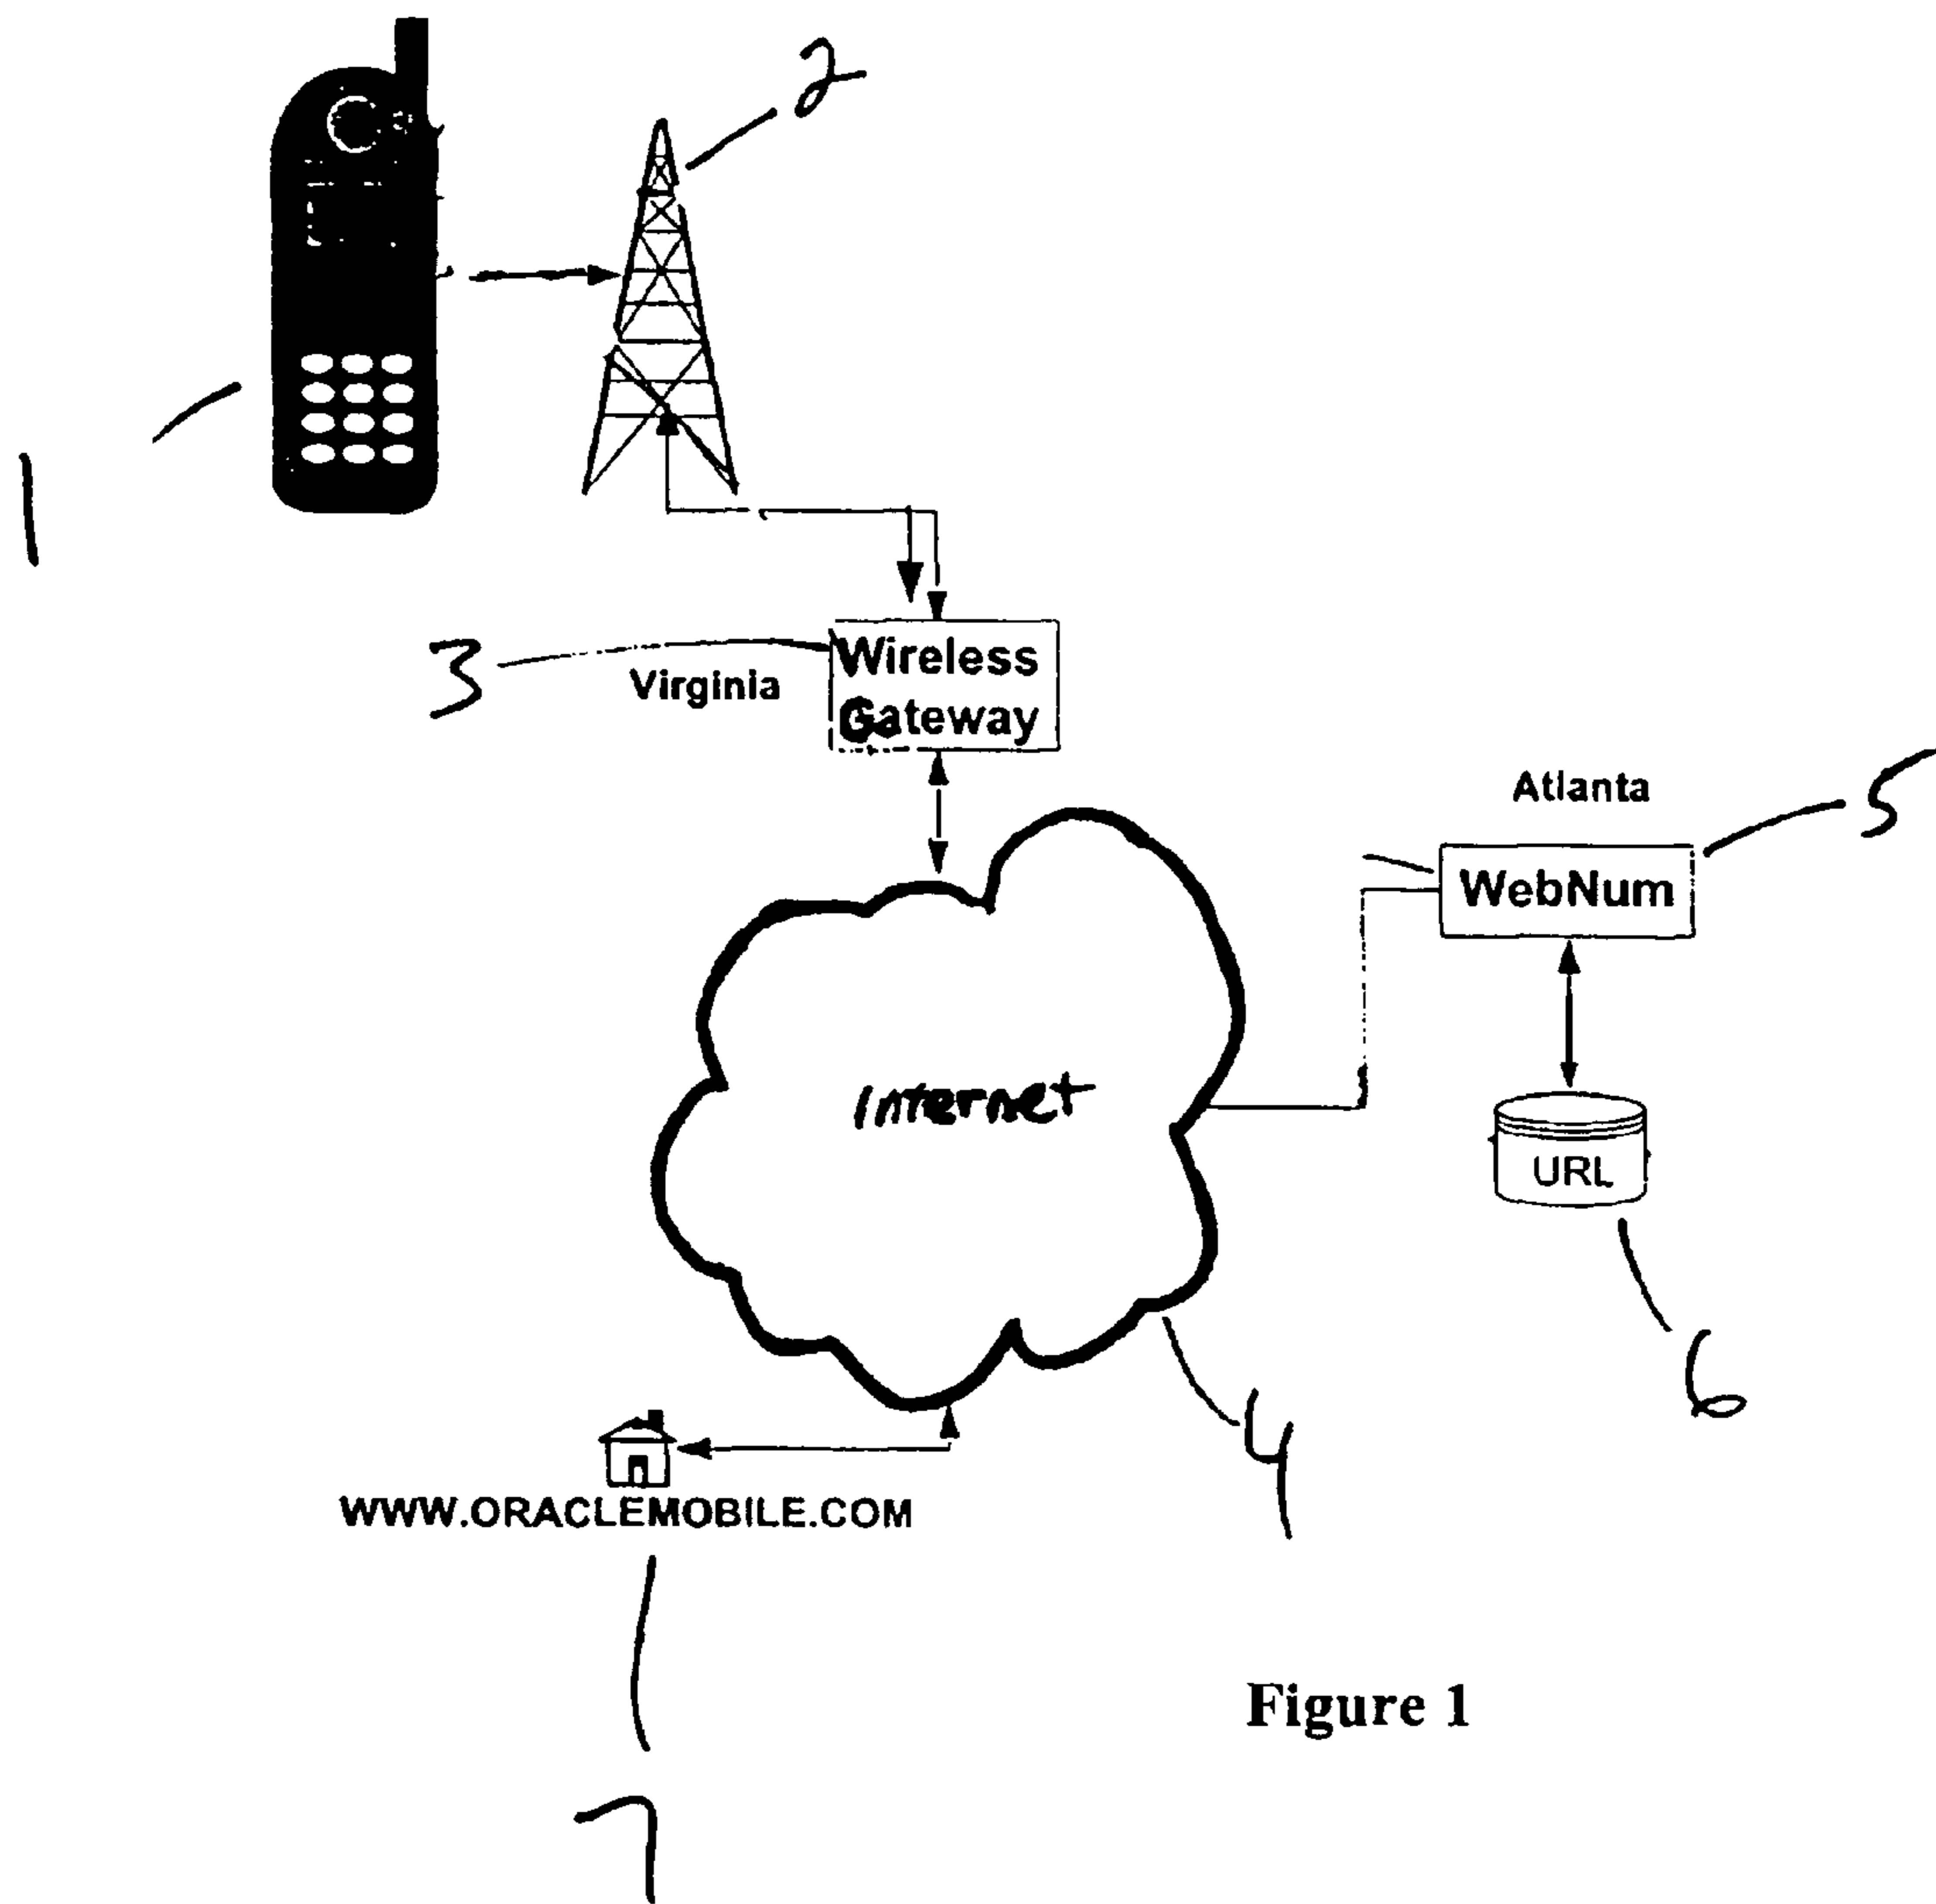 2
1
Wireless
Gateway
3
Virginia
Atlanta
5
WebNum
Internet
URL
6
4
WWW.ORACLEMOBILE.COM
Figure 1
7